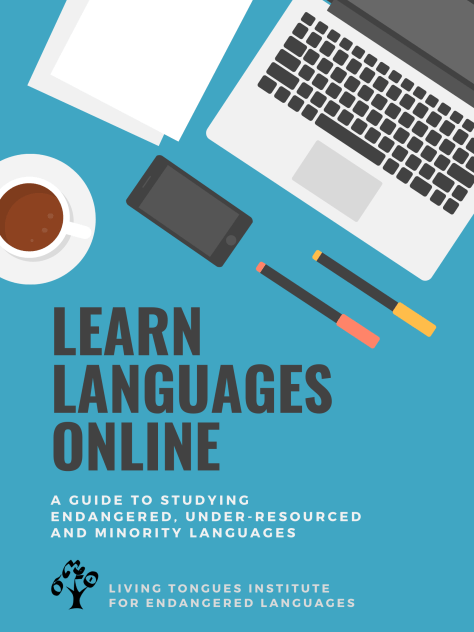 LEARN
LANGUAGES
ONLINE
A GUIDE TO STUDYING
ENDANGERED, UNDER-RESOURCED
AND MINORITY LANGUAGES
LIVING TONGUES INSTITUTE
FOR ENDANGERED LANGUAGES